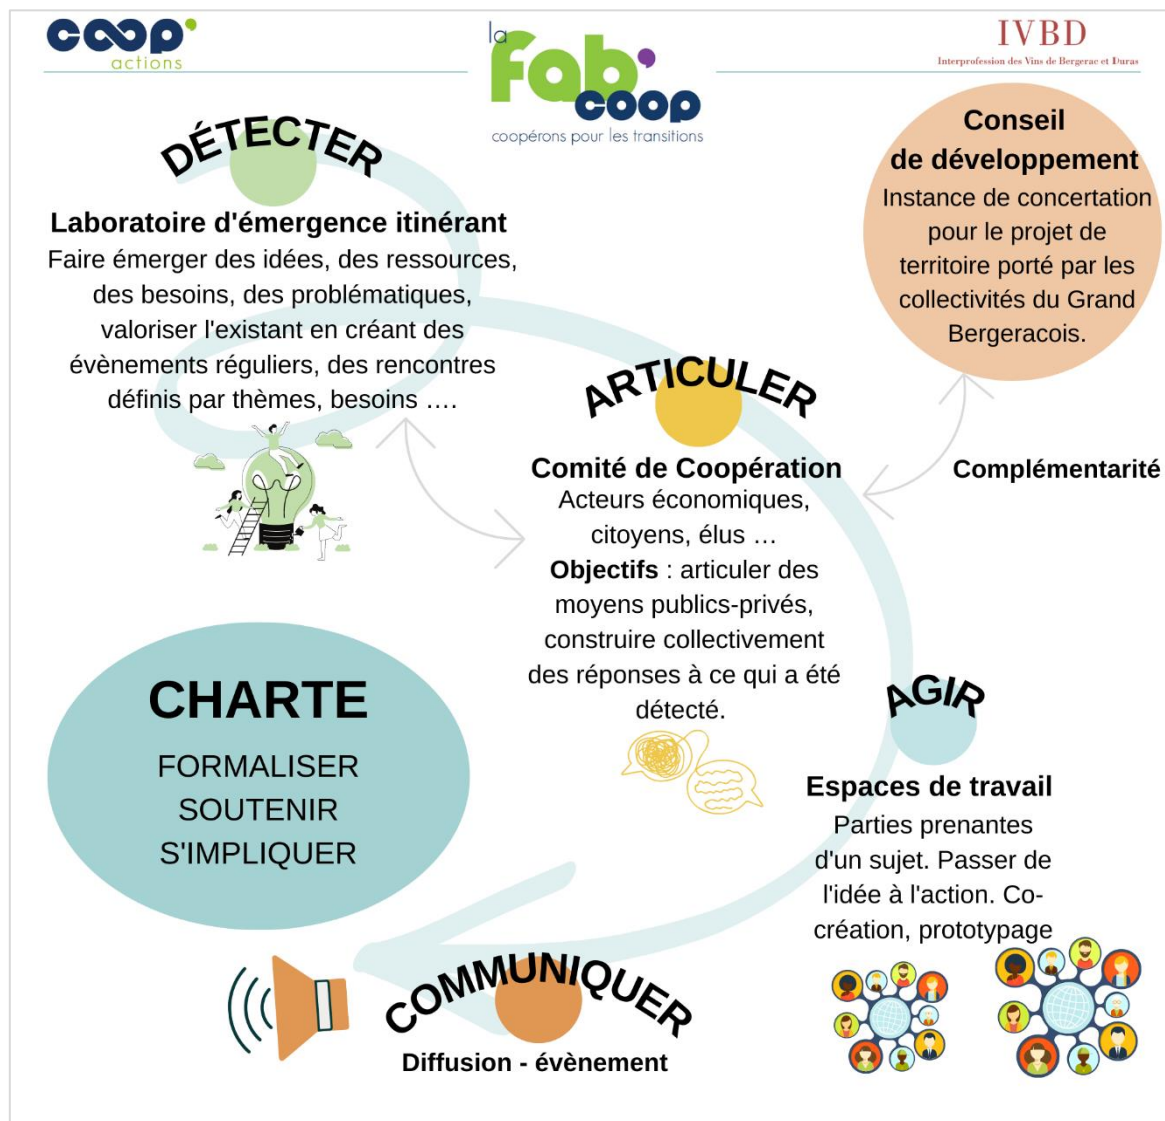 coop'
actions
la
fab'
coop
coopérons pour les transitions
IVBD
Interprofession des Vins de Bergerac et Duras
DÉTECTER
Laboratoire d'émergence itinérant
Faire émerger des idées, des ressources,
des besoins, des problématiques,
valoriser l'existant en créant des
évènements réguliers, des rencontres
définis par thèmes, besoins ....
Conseil
de développement
Instance de concertation
pour le projet de
territoire porté par les
collectivités du Grand
Bergeracois.
Complémentarité
ARTICULER
Comité de Coopération
Acteurs économiques,
citoyens, élus ...
Objectifs : articuler des
moyens publics-privés,
construire collectivement
des réponses à ce qui a été
détecté.
CHARTE
FORMALISER
SOUTENIR
S'IMPLIQUER
AGIR
Espaces de travail
Parties prenantes
d'un sujet. Passer de
l'idée à l'action. Co-
création, prototypage
COMMUNIQUER
Diffusion - évènement